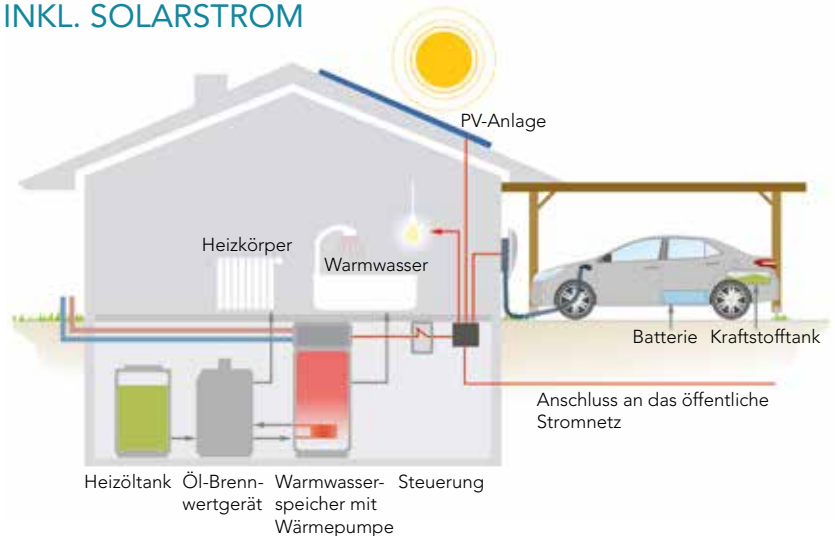 INKL. SOLARSTROM
PV-Anlage
Heizkörper
Warmwasser
Batterie
Kraftstofftank
Anschluss an das öffentliche
Stromnetz
Heizöltank
Öl-Brenn-
wertgerät
Warmwasser-
speicher mit
Wärmepumpe
Steuerung